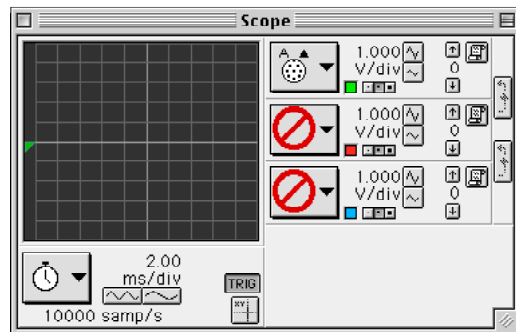 Scope
A
1.000
V/div
0
1.000
V/div
0
1.000
V/div
0
2.00
ms/div
TRIG
XY
10000 samp/s